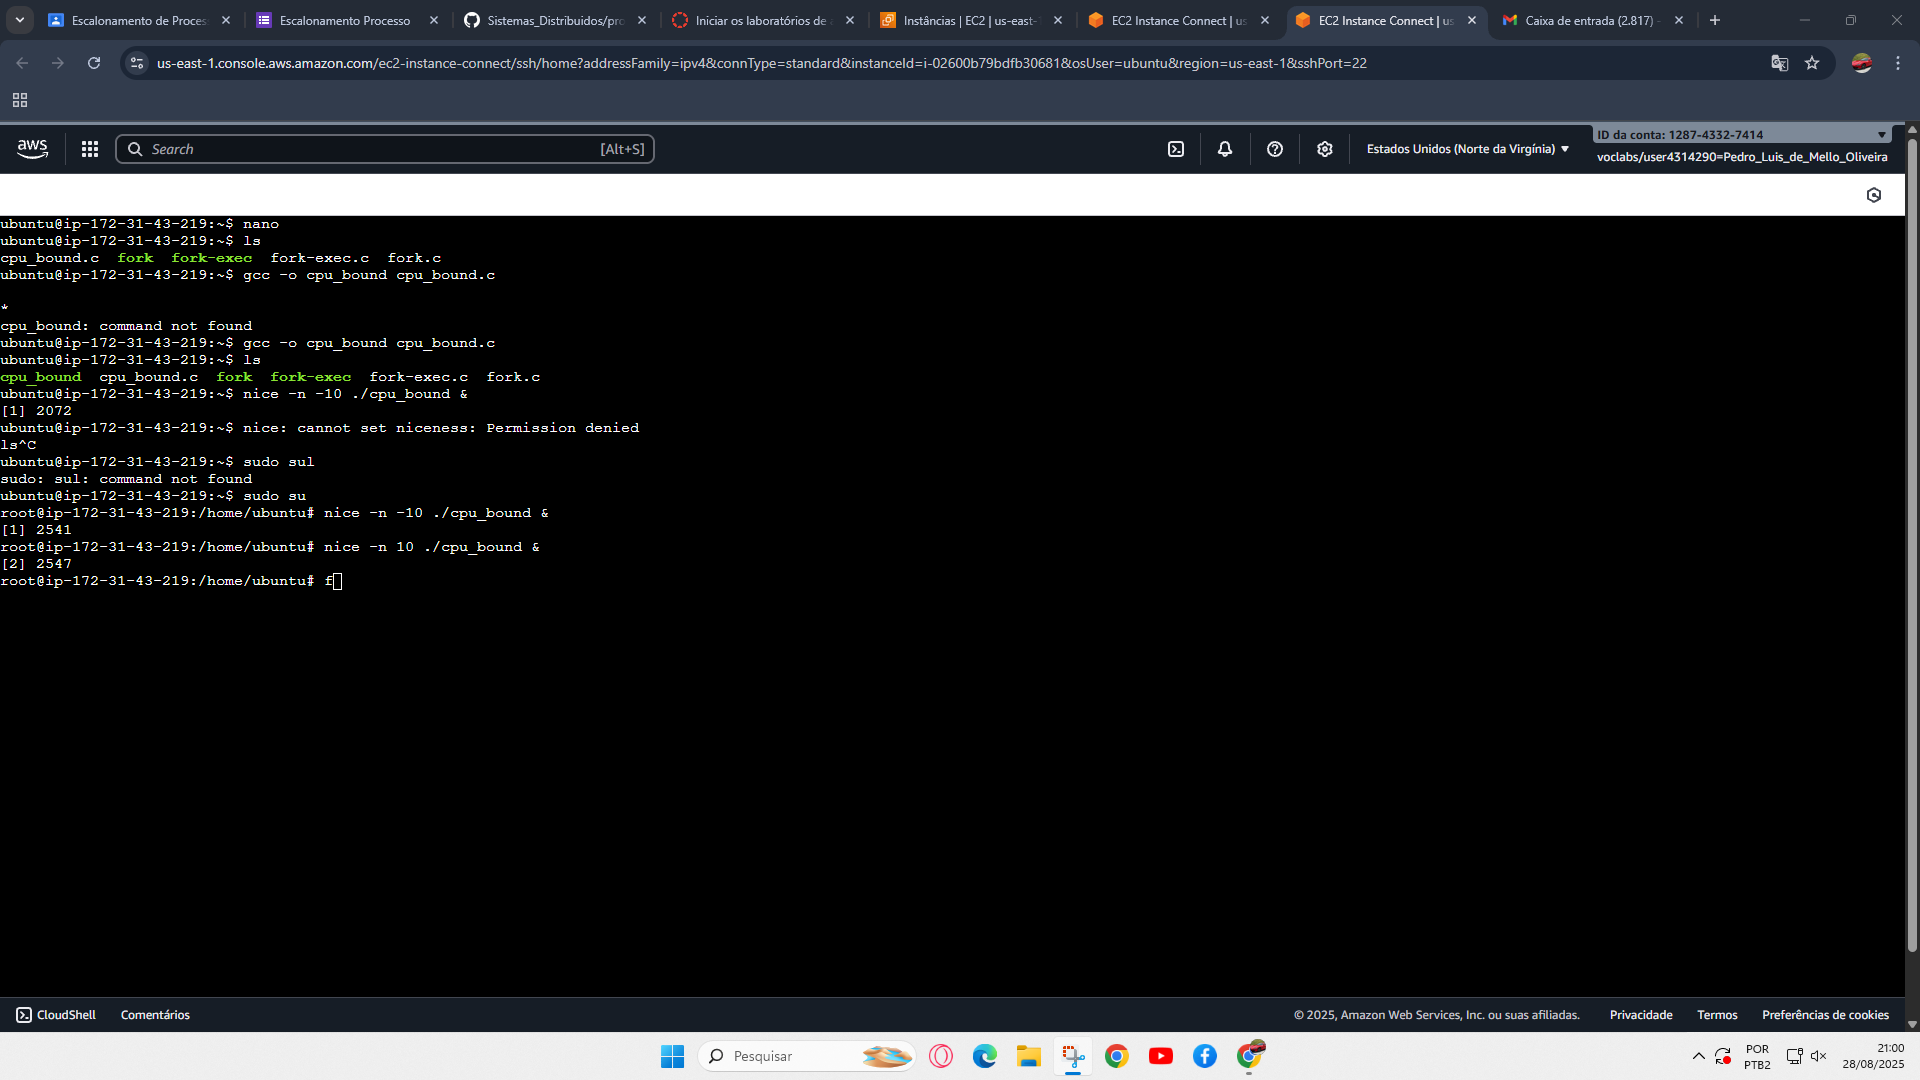 Escalonamento de Proces
Escalonamento Processo
Sistemas_Distribuidos/pro
Iniciar os laboratórios de a
Instâncias | EC2 | us-east-1
EC2 Instance Connect | us
EC2 Instance Connect | us
Caixa de entrada (2.817) -
us-east-1.console.aws.amazon.com/ec2-instance-connect/ssh/home?addressFamily=ipv4&connType=standard&instanceId=i-02600b79bdfb30681&osUser=ubuntu&region=us-east-1&sshPort=22
aws
Search
[Alt+S]
Estados Unidos (Norte da Virgínia)
ID da conta: 1287-4332-7414
voclabs/user4314290=Pedro_Luis_de_Mello_Oliveira
ubuntu@ip-172-31-43-219:~$ nano
ubuntu@ip-172-31-43-219:~$ ls
cpu_bound.c  fork  fork-exec  fork-exec.c  fork.c
ubuntu@ip-172-31-43-219:~$ gcc -o cpu_bound cpu_bound.c
*
cpu_bound: command not found
ubuntu@ip-172-31-43-219:~$ gcc -o cpu_bound cpu_bound.c
ubuntu@ip-172-31-43-219:~$ ls
cpu_bound  cpu_bound.c  fork  fork-exec  fork-exec.c  fork.c
ubuntu@ip-172-31-43-219:~$ nice -n -10 ./cpu_bound &
[1] 2072
ubuntu@ip-172-31-43-219:~$ nice: cannot set niceness: Permission denied
ls^C
ubuntu@ip-172-31-43-219:~$ sudo sul
sudo: sul: command not found
ubuntu@ip-172-31-43-219:~$ sudo su
root@ip-172-31-43-219:/home/ubuntu# nice -n -10 ./cpu_bound &
[1] 2541
root@ip-172-31-43-219:/home/ubuntu# nice -n 10 ./cpu_bound &
[2] 2547
root@ip-172-31-43-219:/home/ubuntu# f
CloudShell
Comentários
© 2025, Amazon Web Services, Inc. ou suas afiliadas.
Privacidade
Termos
Preferências de cookies
Pesquisar
POR
PTB2
21:00
28/08/2025